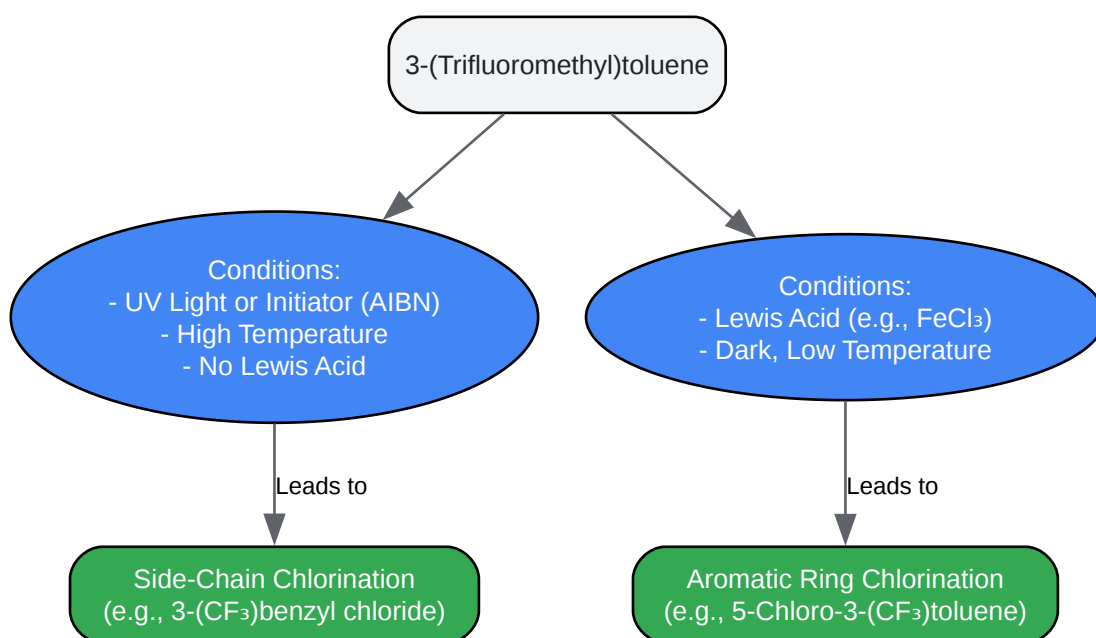 3-(Trifluoromethyl)toluene
Conditions:
- UV Light or Initiator (AIBN)
- High Temperature
- No Lewis Acid
Conditions:
- Lewis Acid (e.g., FeCl₃)
- Dark, Low Temperature
Leads to
Leads to
Side-Chain Chlorination
(e.g., 3-(CF₃)benzyl chloride)
Aromatic Ring Chlorination
(e.g., 5-Chloro-3-(CF₃)toluene)